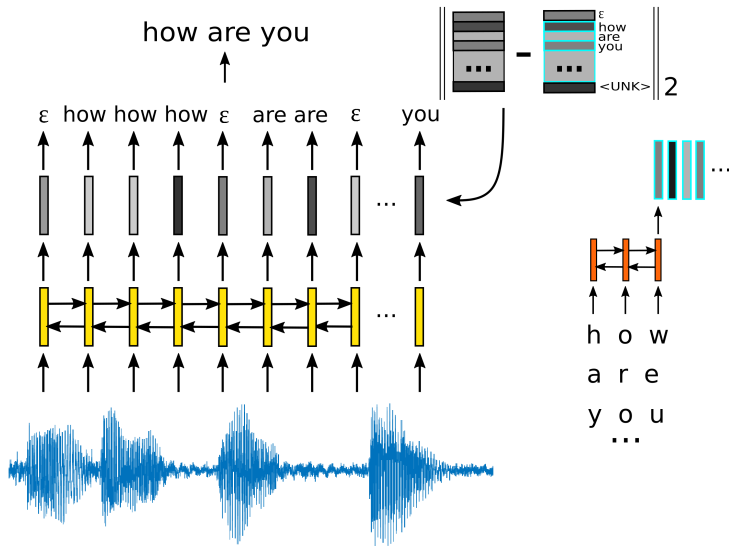 how are you
ε
how
are
you
...
...
-
<UNK>
2
ε how how how ε are are ε you
...
...
...
h o w
a r e
y o u
...